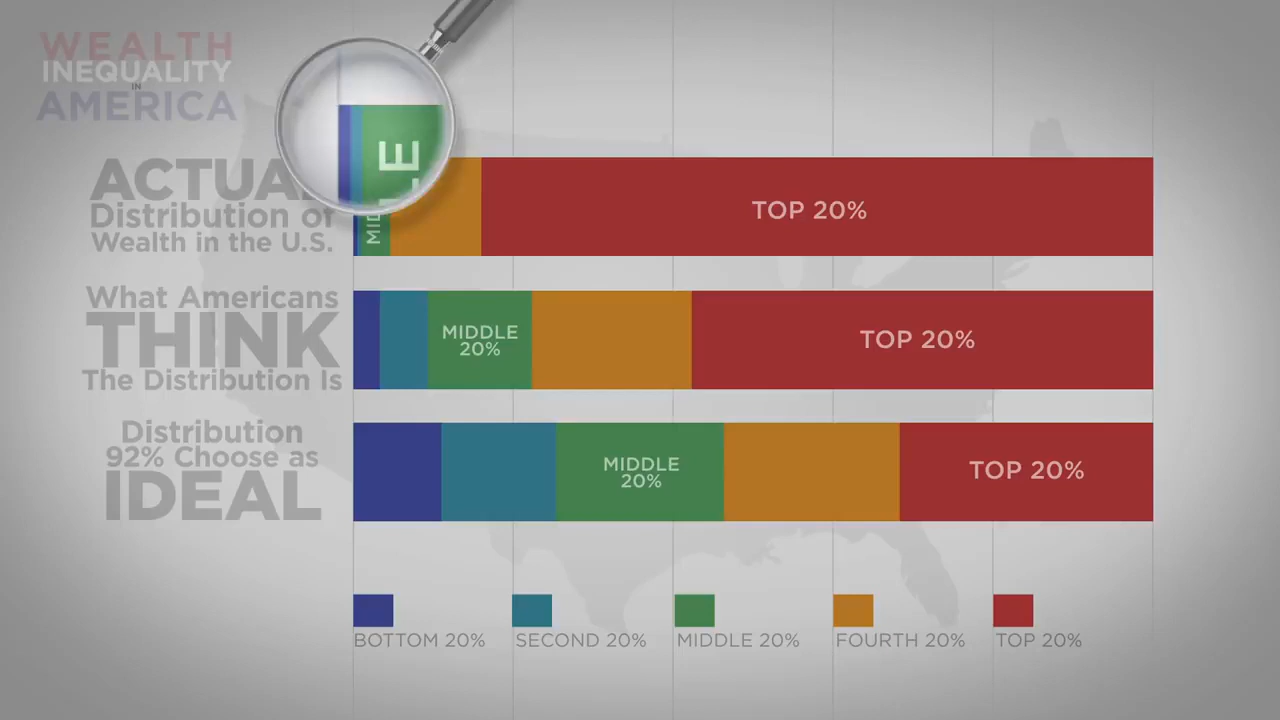 WEALTH
INEQUALITY
IN
AMERICA
ACTUAL
Distribution of
Wealth in the U.S.
E
TOP 20%
What Americans
THINK
The Distribution Is
MIDDLE
20%
TOP 20%
Distribution
92% Choose as
IDEAL
MIDDLE
20%
TOP 20%
BOTTOM 20%
SECOND 20%
MIDDLE 20%
FOURTH 20%
TOP 20%